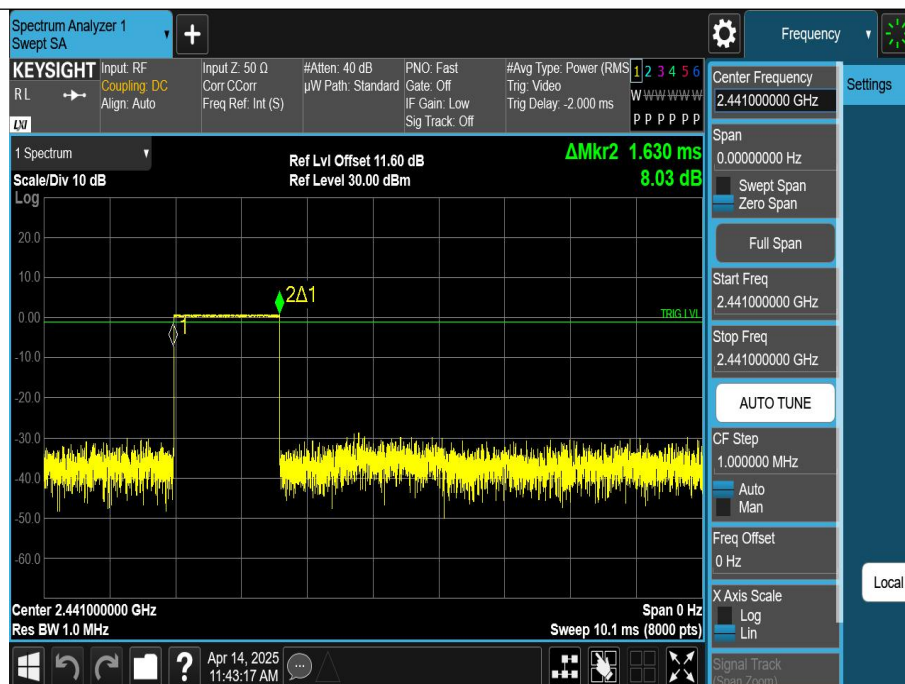 Spectrum Analyzer 1
Swept SA
Frequency
KEYSIGHT
RL
LXI
Input: RF
Coupling: DC
Align: Auto
Input Z: 50 Ω
Corr CCorr
Freq Ref: Int (S)
#Atten: 40 dB
µW Path: Standard
PNO: Fast
Gate: Off
IF Gain: Low
Sig Track: Off
#Avg Type: Power (RMS
Trig: Video
Trig Delay: -2.000 ms
1 2 3 4 5 6
W W W W W W
P P P P P P
1 Spectrum
Scale/Div 10 dB
Log
Ref Lvl Offset 11.60 dB
Ref Level 30.00 dBm
ΔMkr2 1.630 ms
8.03 dB
20.0
10.0
0.00
-10.0
-20.0
-30.0
-40.0
-50.0
-60.0
2Δ1
1
TRIG LVL
Center 2.441000000 GHz
Res BW 1.0 MHz
Span 0 Hz
Sweep 10.1 ms (8000 pts)
Apr 14, 2025
11:43:17 AM
Center Frequency
2.441000000 GHz
Span
0.00000000 Hz
Swept Span
Zero Span
Full Span
Start Freq
2.441000000 GHz
Stop Freq
2.441000000 GHz
AUTO TUNE
CF Step
1.000000 MHz
Auto
Man
Freq Offset
0 Hz
X Axis Scale
Log
Lin
Signal Track
(Span Zoom)
Settings
Local